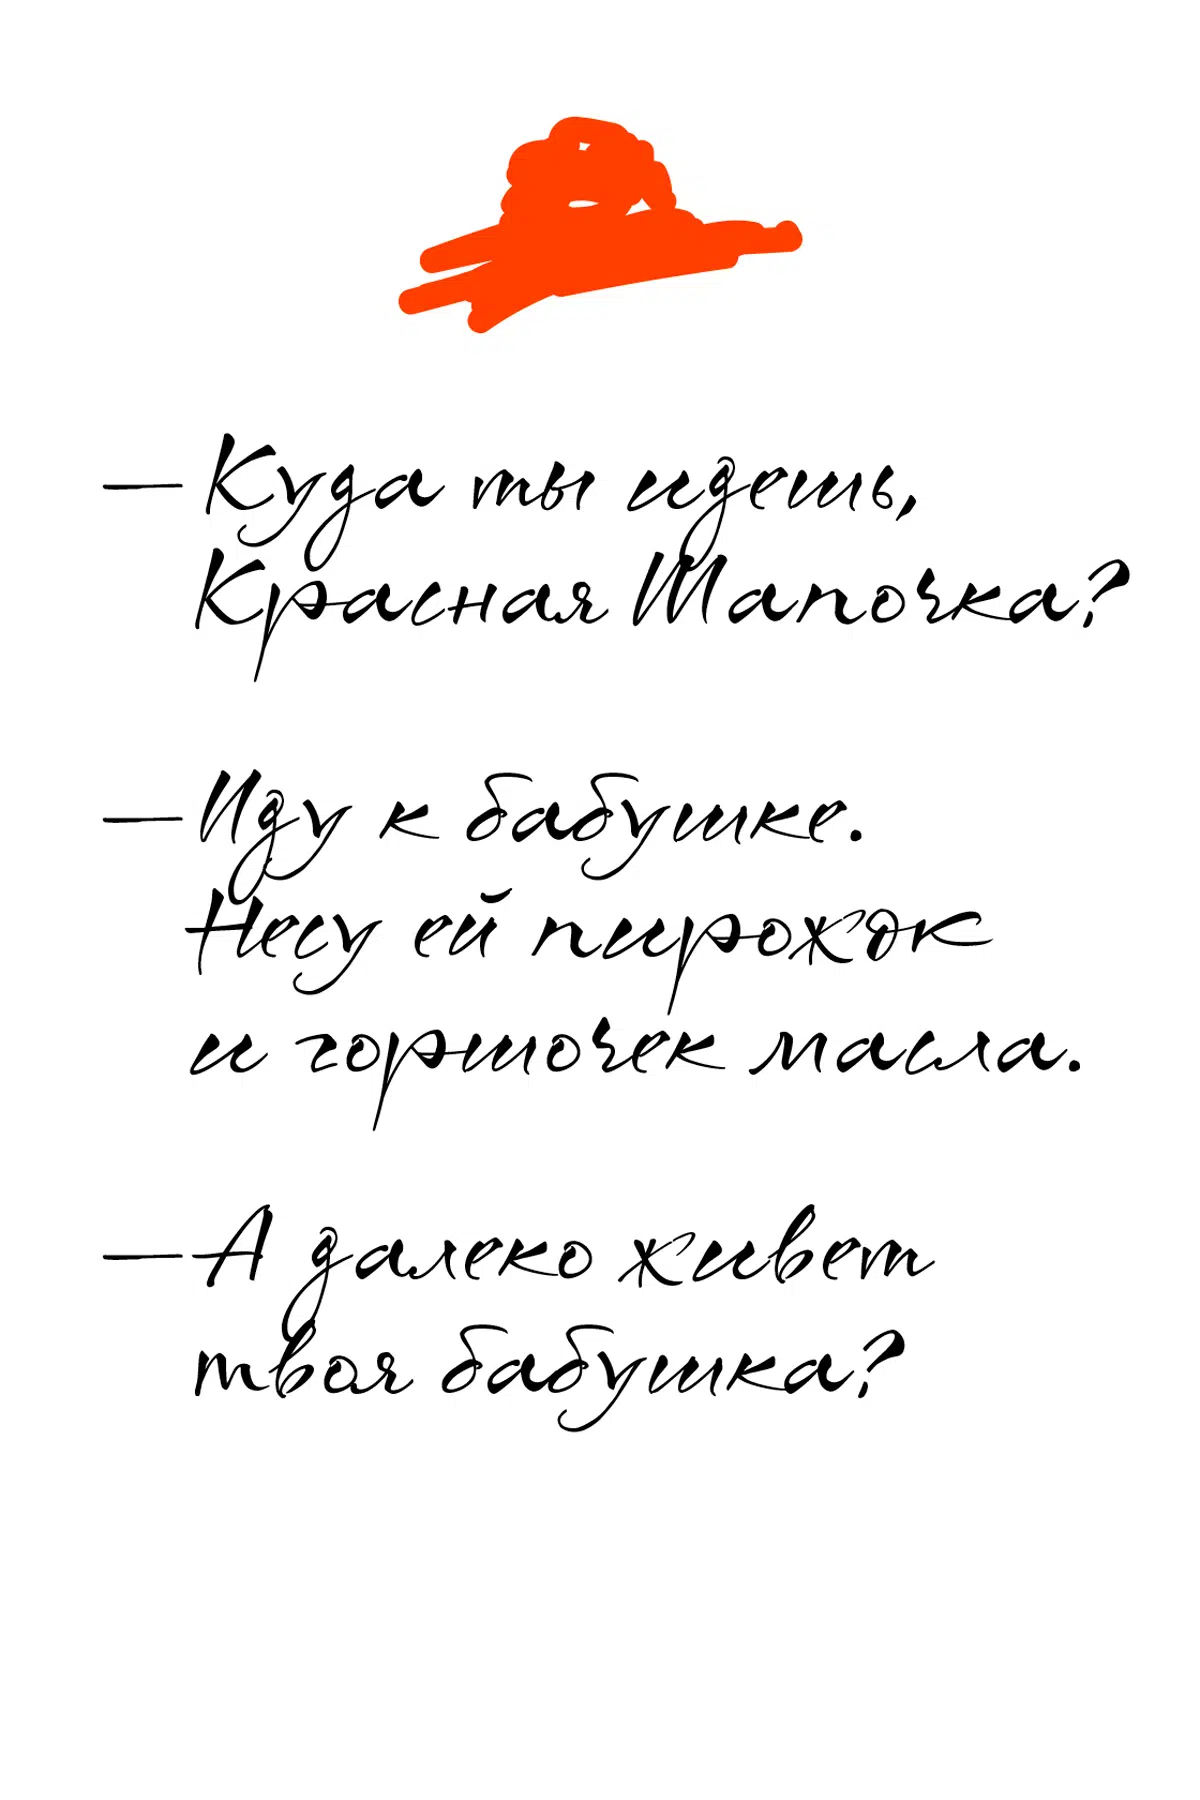 — Куда ты идешь,
Красная Шапочка?
— Иду к бабушке.
Несу ей пирожок
и горшочек масла.
— А далеко живет
твоя бабушка?